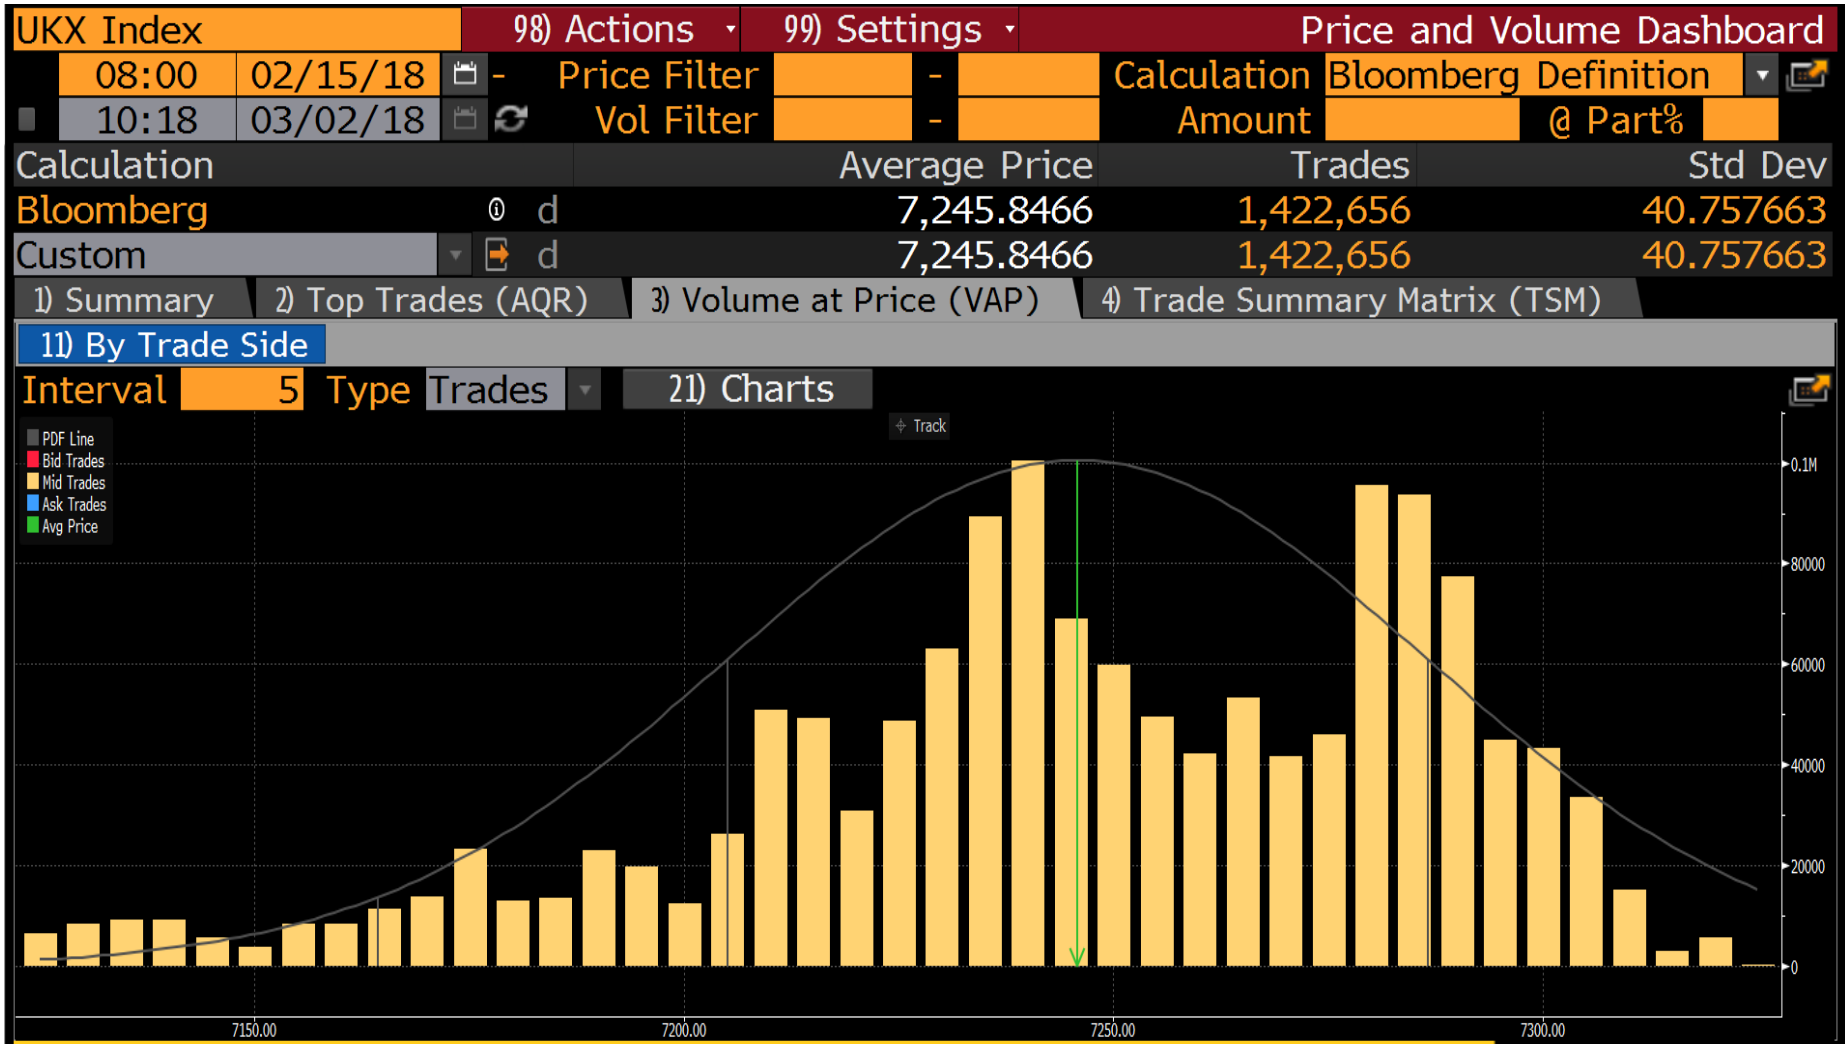 UKX Index 98) Actions 99) Settings Price and Volume Dashboard
08:00 02/15/18 - Price Filter - Calculation Bloomberg Definition
10:18 03/02/18 Vol Filter - Amount @ Part%
Calculation Average Price Trades Std Dev
Bloomberg d 7,245.8466 1,422,656 40.757663
Custom d 7,245.8466 1,422,656 40.757663
1) Summary 2) Top Trades (AQR) 3) Volume at Price (VAP) 4) Trade Summary Matrix (TSM)
11) By Trade Side
Interval 5 Type Trades 21) Charts
Track
PDF Line
Bid Trades
Mid Trades
Ask Trades
Avg Price
0.1M
80000
60000
40000
20000
0
7150.00 7200.00 7250.00 7300.00